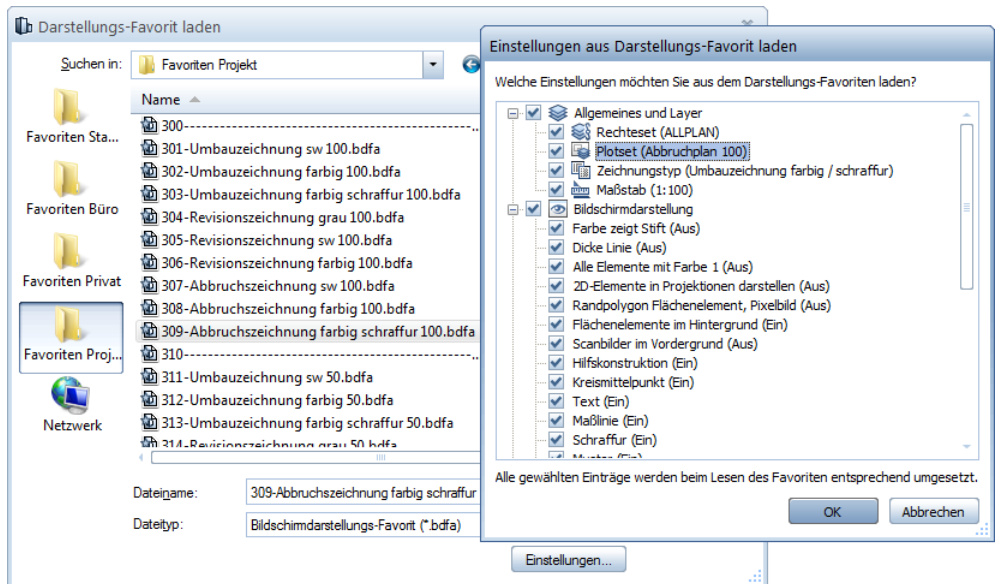 Darstellungs-Favorit laden
Suchen in:
Favoriten Projekt
Favoriten Sta...
Favoriten Büro
Favoriten Privat
Favoriten Proj...
Netzwerk
Name
300-----------------------------------------------...
301-Umbauzeichnung sw 100.bdfa
302-Umbauzeichnung farbig 100.bdfa
303-Umbauzeichnung farbig schraffur 100.bdfa
304-Revisionszeichnung grau 100.bdfa
305-Revisionszeichnung sw 100.bdfa
306-Revisionszeichnung farbig 100.bdfa
307-Abbruchszeichnung sw 100.bdfa
308-Abbruchszeichnung farbig 100.bdfa
309-Abbruchszeichnung farbig schraffur 100.bdfa
310-----------------------------------------------...
311-Umbauzeichnung sw 50.bdfa
312-Umbauzeichnung farbig 50.bdfa
313-Umbauzeichnung farbig schraffur 50.bdfa
314-Revisionszeichnung grau 50.bdfa
Dateiname:
309-Abbruchszeichnung farbig schraffur
Dateityp:
Bildschirmdarstellungs-Favorit (*.bdfa)
Einstellungen...
Einstellungen aus Darstellungs-Favorit laden
Welche Einstellungen möchten Sie aus dem Darstellungs-Favoriten laden?
Allgemeines und Layer
Rechteset (ALLPLAN)
Plotset (Abbruchplan 100)
Zeichnungstyp (Umbauzeichnung farbig / schraffur)
Maßstab (1:100)
Bildschirmdarstellung
Farbe zeigt Stift (Aus)
Dicke Linie (Aus)
Alle Elemente mit Farbe 1 (Aus)
2D-Elemente in Projektionen darstellen (Aus)
Randpolygon Flächenelement, Pixelbild (Aus)
Flächenelemente im Hintergrund (Ein)
Scanbilder im Vordergrund (Aus)
Hilfskonstruktion (Ein)
Kreismittelpunkt (Ein)
Text (Ein)
Maßlinie (Ein)
Schraffur (Ein)
Muster (Ein)
Alle gewählten Einträge werden beim Lesen des Favoriten entsprechend umgesetzt.
OK
Abbrechen